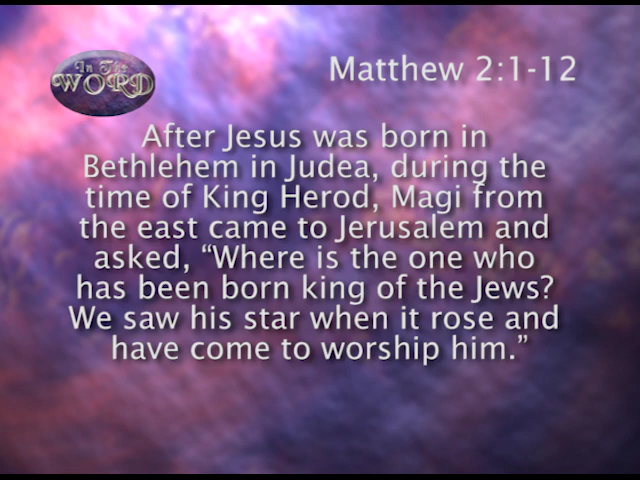 In The
WORD
Matthew 2:1-12
After Jesus was born in
Bethlehem in Judea, during the
time of King Herod, Magi from
the east came to Jerusalem and
asked, “Where is the one who
has been born king of the Jews?
We saw his star when it rose and
have come to worship him.”